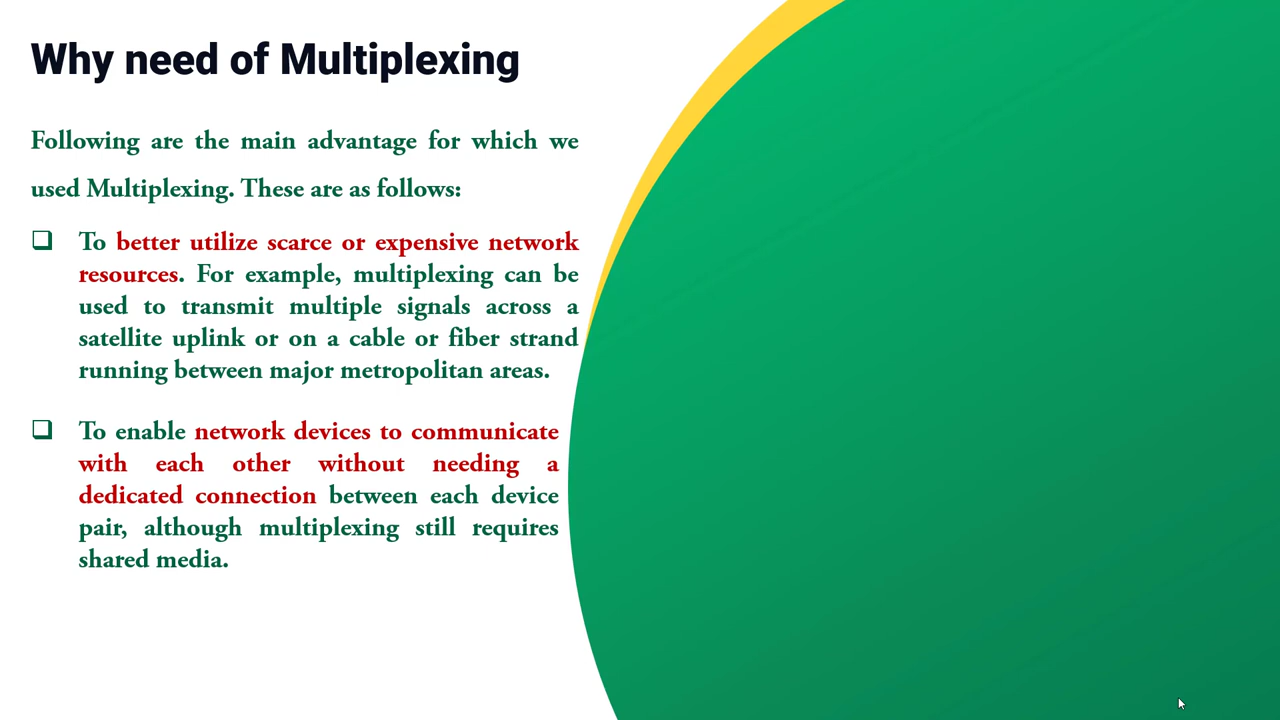 Why need of Multiplexing
Following are the main advantage for which we
used Multiplexing. These are as follows:
❑ To better utilize scarce or expensive network
resources. For example, multiplexing can be
used to transmit multiple signals across a
satellite uplink or on a cable or fiber strand
running between major metropolitan areas.
❑ To enable network devices to communicate
with each other without needing a
dedicated connection between each device
pair, although multiplexing still requires
shared media.